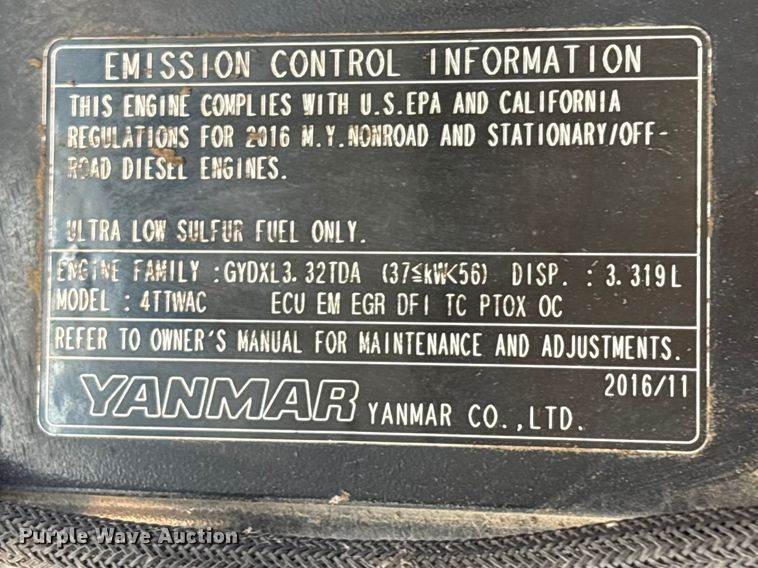 EMISSION CONTROL INFORMATION
THIS ENGINE COMPLIES WITH U.S.EPA AND CALIFORNIA
REGULATIONS FOR 2016 M.Y.NONROAD AND STATIONARY/OFF-
ROAD DIESEL ENGINES.
ULTRA LOW SULFUR FUEL ONLY.
ENGINE FAMILY :GYDXL3.32TDA (37≦kW<56) DISP. : 3.319L
MODEL : 4TTWAC ECU EM EGR DFI TC PTOX OC
REFER TO OWNER'S MANUAL FOR MAINTENANCE AND ADJUSTMENTS.
2016/11
YANMAR YANMAR CO.,LTD.
Purple Wave Auction